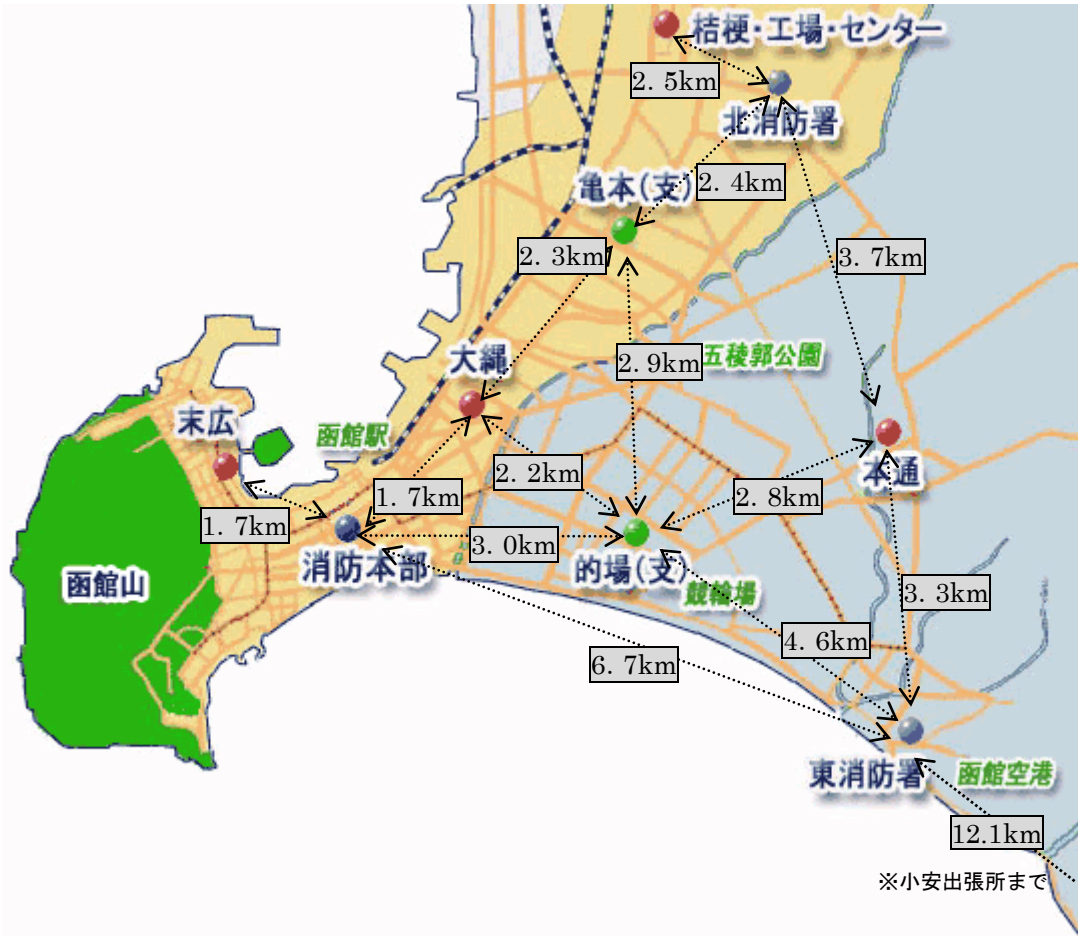 桔梗・工場・センター
2．5km
北消防署
亀本(支)
2．4km
2．3km
3．7km
大縄
2．9km
五稜郭公園
末広
函館駅
本通
2．2km
1．7km
2．8km
1．7km
3．0km
消防本部
的場(支)
函館山
競輪場
3．3km
4．6km
6．7km
東消防署
函館空港
12.1km
※小安出張所まで